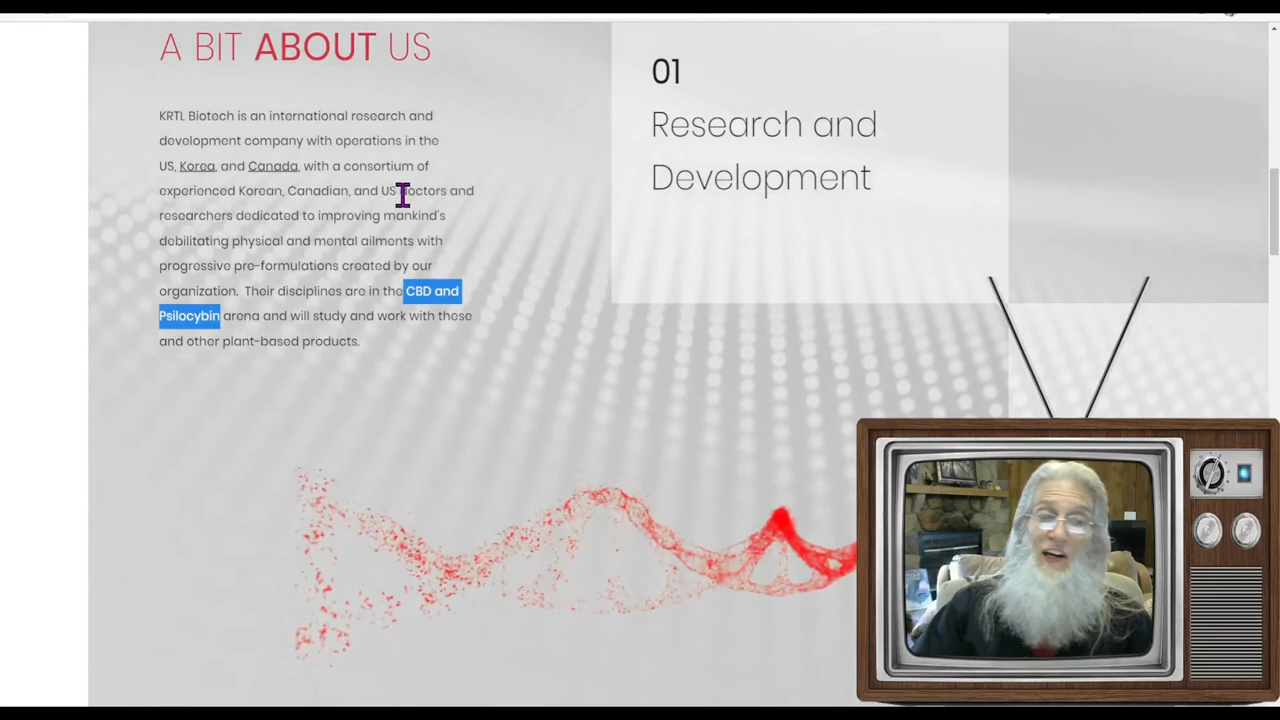 A BIT ABOUT US
KRTL Biotech is an international research and
development company with operations in the
US, Korea, and Canada, with a consortium of
experienced Korean, Canadian, and US doctors and
researchers dedicated to improving mankind's
debilitating physical and mental ailments with
progressive pre-formulations created by our
organization. Their disciplines are in the CBD and
Psilocybin arena and will study and work with these
and other plant-based products.
01
Research and
Development